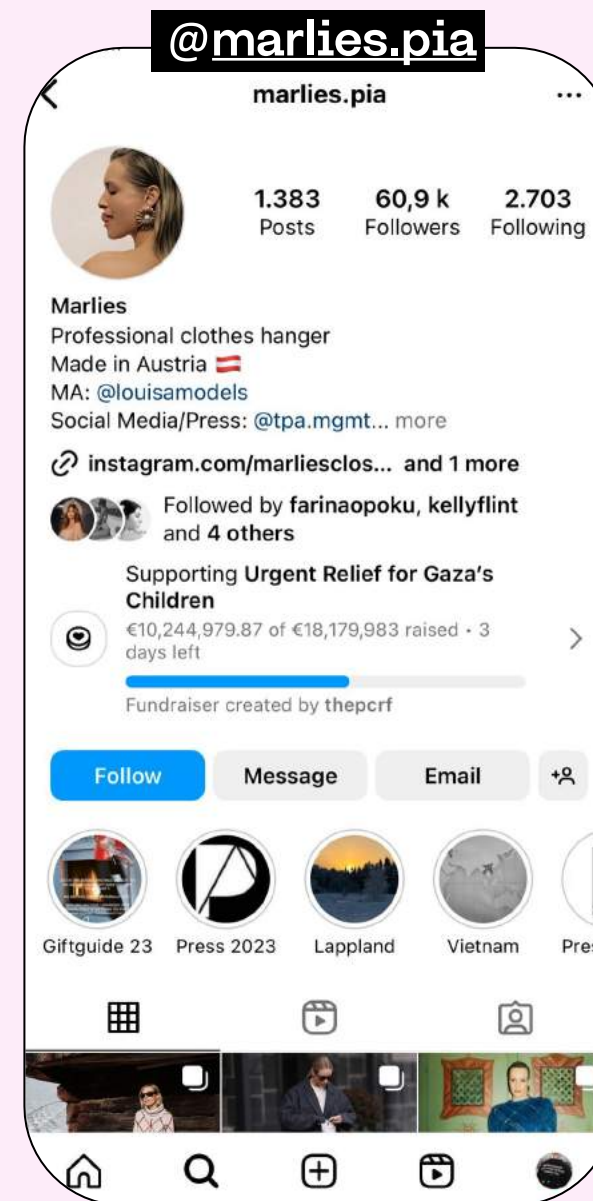 @marlies.pia
marlies.pia
1.383 60,9 k 2.703
Posts Followers Following
Marlies
Professional clothes hanger
Made in Austria 🇦🇹
MA: @louisamodels
Social Media/Press: @tpa.mgmt... more
instagram.com/marliesclos... and 1 more
Followed by farinaopoku, kellyflint
and 4 others
Supporting Urgent Relief for Gaza's
Children
€10,244,979.87 of €18,179,983 raised • 3
days left
Fundraiser created by thepcrf
Follow Message Email
Giftguide 23 Press 2023 Lappland Vietnam Pres